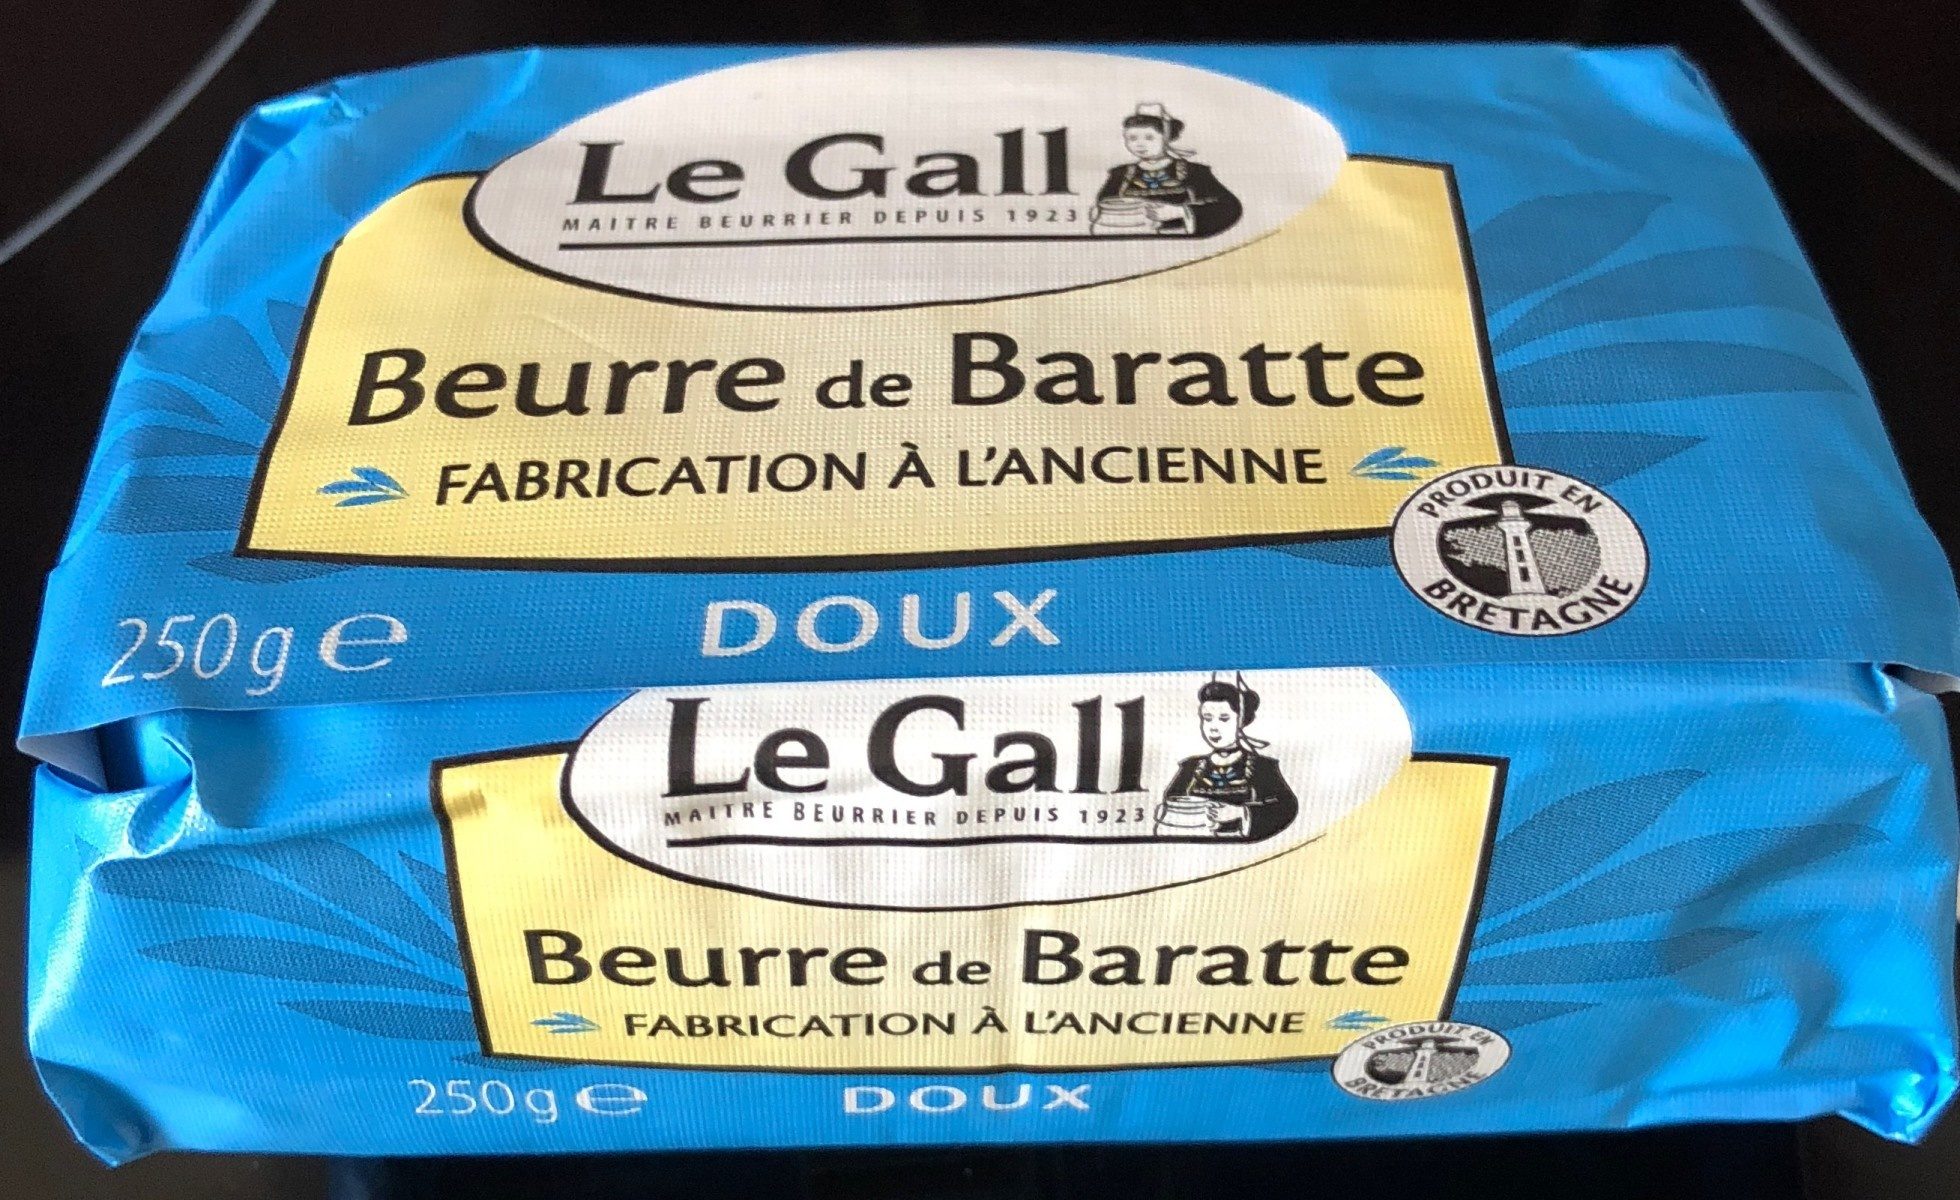 Le Gall
MAITRE BEURRIER DEPUIS 1923
Beurre de Baratte
FABRICATION À L'ANCIENNE
PRODUIT EN
BRETAGNE
250g e
DOUX
Le Gall
MAITRE BEURRIER DEPUIS 1923
Beurre de Baratte
FABRICATION À L'ANCIENNE
PRODUIT EN
BRETAGNE
250g e
DOUX